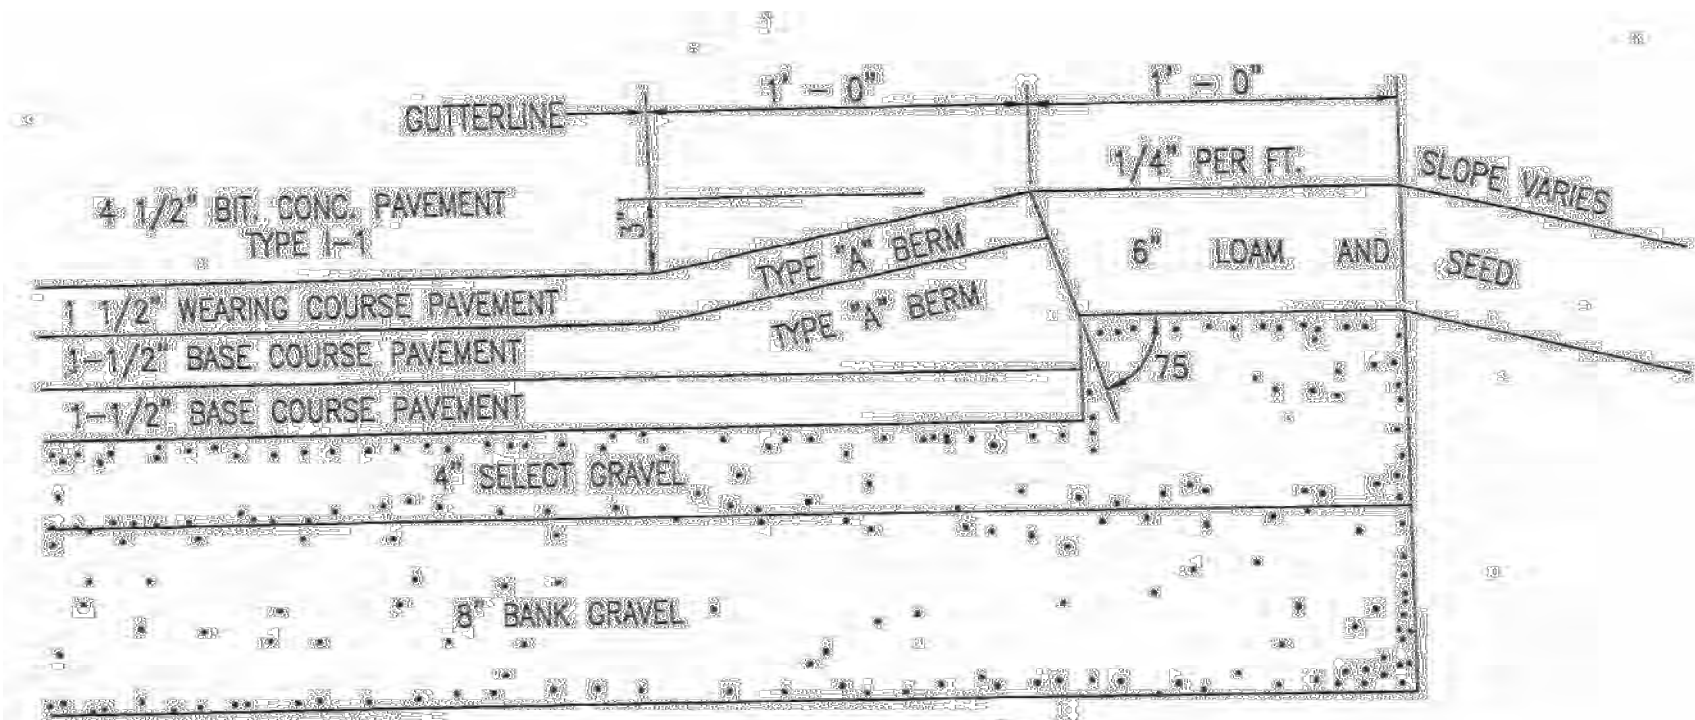 1' - 0"
1' - 0"
GUTTERLINE
1/4" PER FT.
SLOPE VARIES
4 1/2" BIT. CONC. PAVEMENT
TYPE I-1
3"
TYPE "A" BERM
6" LOAM AND SEED
1 1/2" WEARING COURSE PAVEMENT
TYPE "A" BERM
1-1/2" BASE COURSE PAVEMENT
75
1-1/2" BASE COURSE PAVEMENT
4" SELECT GRAVEL
8" BANK GRAVEL